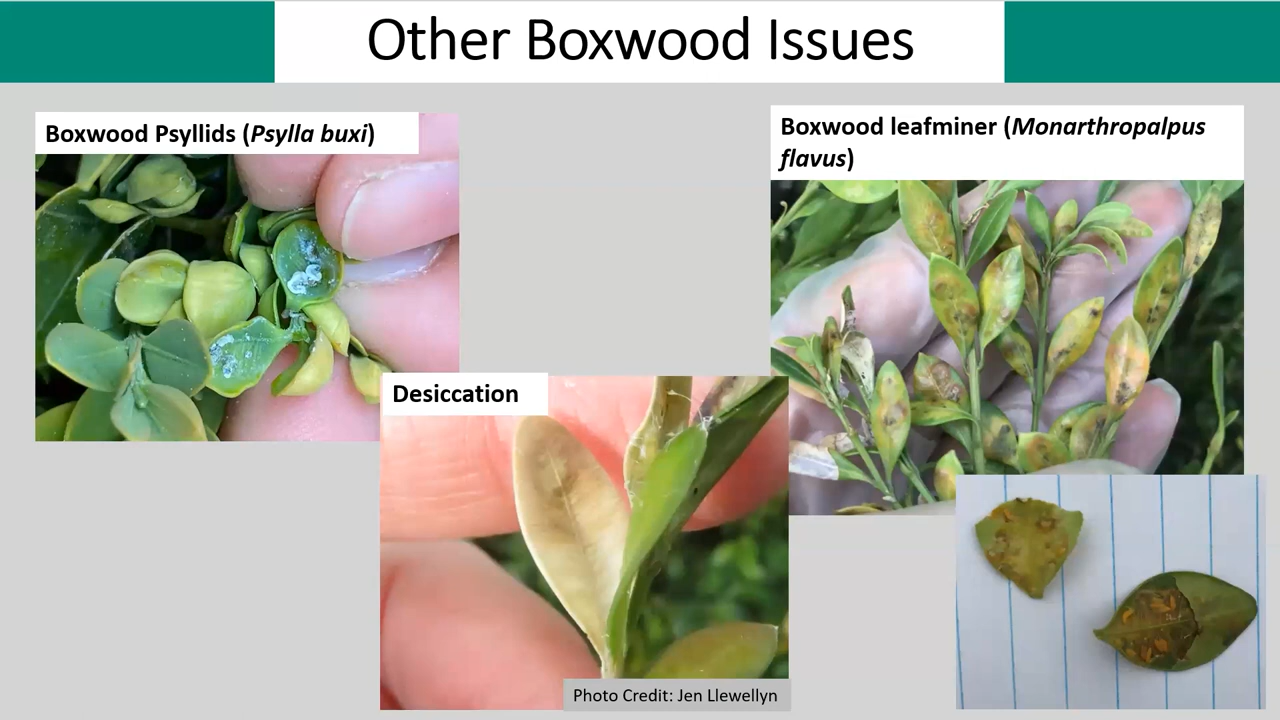 Other Boxwood Issues
Boxwood Psyllids (Psylla buxi)
Boxwood leafminer (Monarthropalpus
flavus)
Desiccation
Photo Credit: Jen Llewellyn